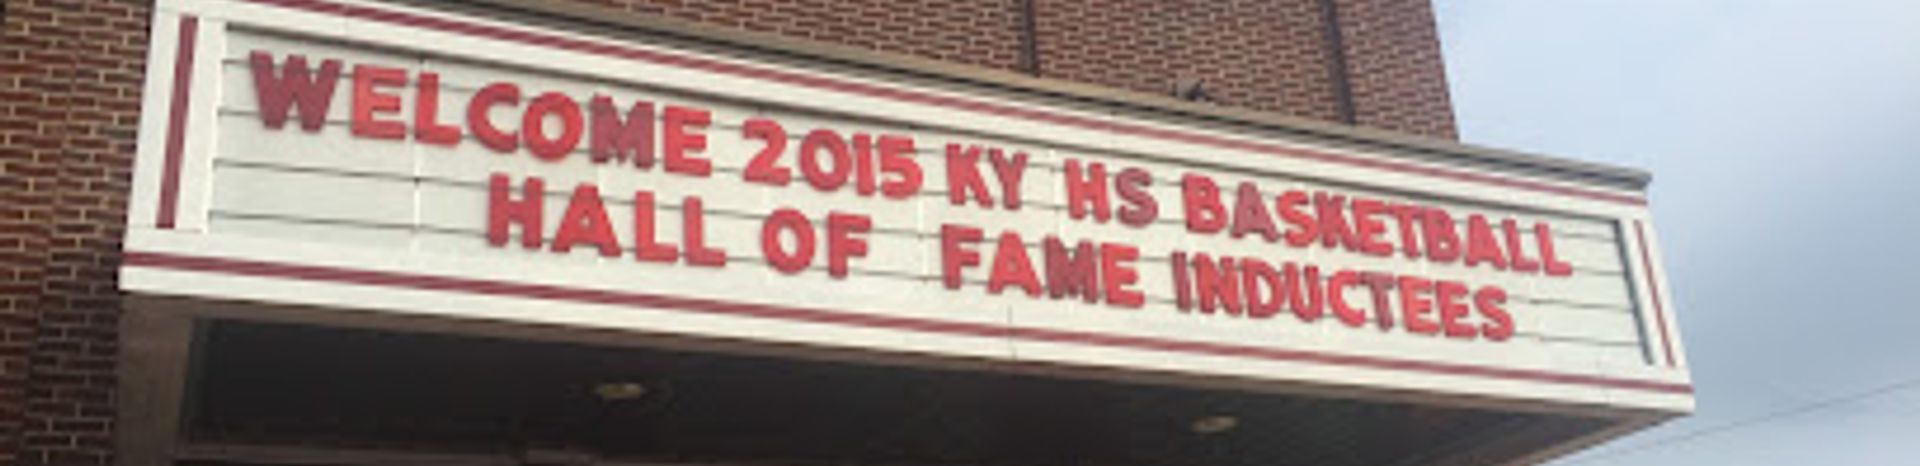 WELCOME 2015 KY HS BASKETBALL
HALL OF FAME INDUCTEES